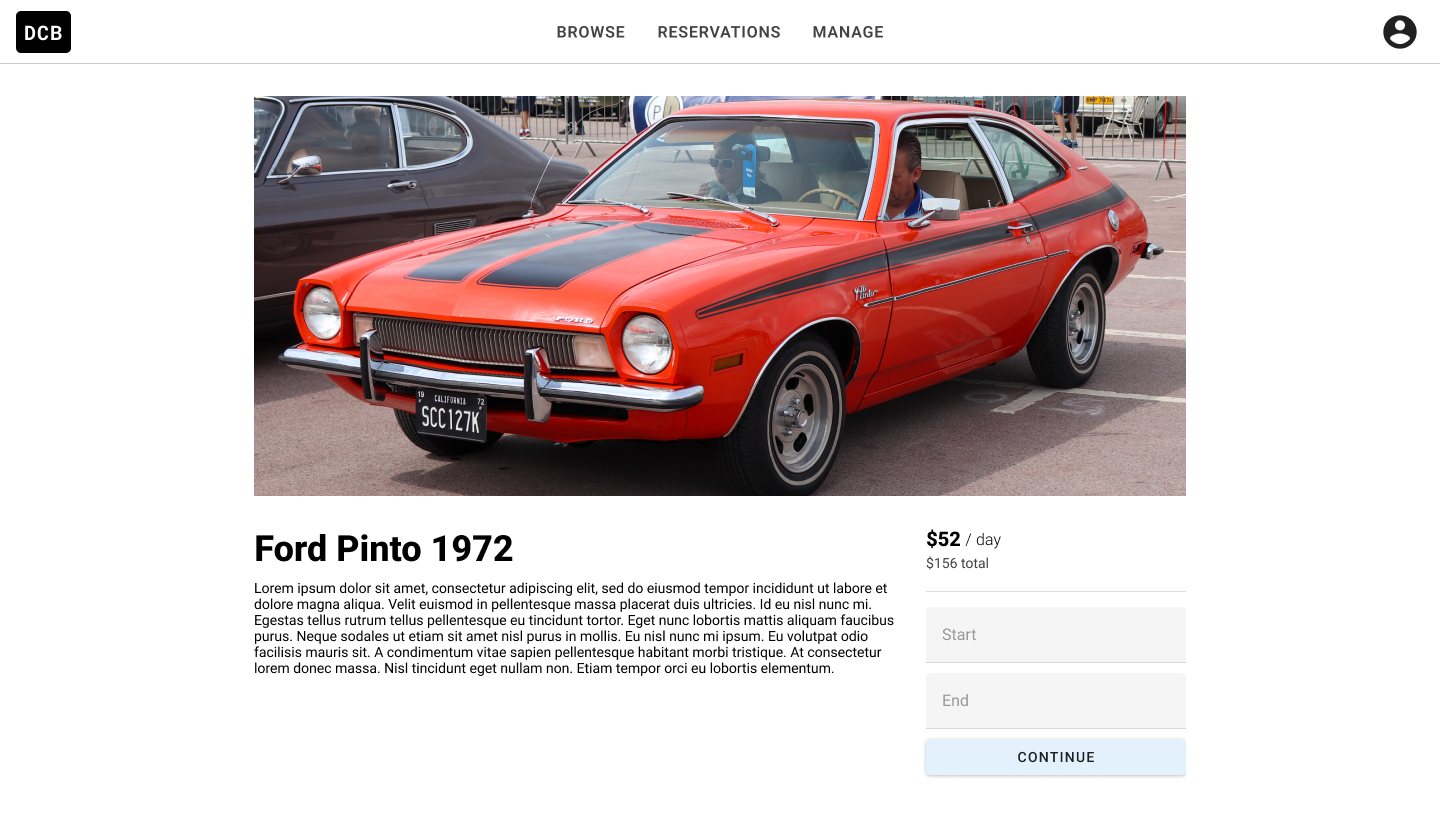 DCB
BROWSE RESERVATIONS MANAGE
FORD
Pinto
19 CALIFORNIA 72
SCC127K
Ford Pinto 1972
Lorem ipsum dolor sit amet, consectetur adipiscing elit, sed do eiusmod tempor incididunt ut labore et
dolore magna aliqua. Velit euismod in pellentesque massa placerat duis ultricies. Id eu nisl nunc mi.
Egestas tellus rutrum tellus pellentesque eu tincidunt tortor. Eget nunc lobortis mattis aliquam faucibus
purus. Neque sodales ut etiam sit amet nisl purus in mollis. Eu nisl nunc mi ipsum. Eu volutpat odio
facilisis mauris sit. A condimentum vitae sapien pellentesque habitant morbi tristique. At consectetur
lorem donec massa. Nisl tincidunt eget nullam non. Etiam tempor orci eu lobortis elementum.
$52 / day
$156 total
Start
End
CONTINUE